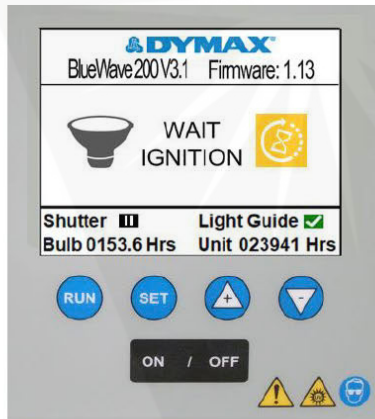 DYMAX
BlueWave 200 V3.1 Firmware: 1.13
WAIT
IGNITION
Shutter Light Guide
Bulb 0153.6 Hrs Unit 023941 Hrs
RUN SET + -
ON / OFF